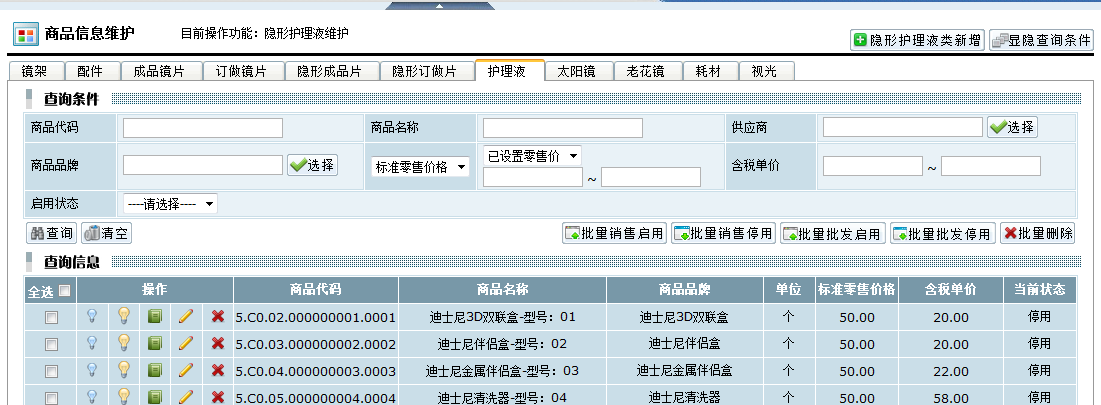 商品信息维护 目前操作功能：隐形护理液维护
隐形护理液类新增 显隐查询条件
镜架 配件 成品镜片 订做镜片 隐形成品片 隐形订做片 护理液 太阳镜 老花镜 耗材 视光
查询条件
商品代码 商品名称 供应商 选择
商品品牌 选择 标准零售价格 已设置零售价 ~ 含税单价 ~
启用状态 ----请选择----
查询 清空 批量销售启用 批量销售停用 批量批发启用 批量批发停用 批量删除
查询信息
全选 操作 商品代码 商品名称 商品品牌 单位 标准零售价格 含税单价 当前状态
5.C0.02.000000001.0001 迪士尼3D双联盒-型号：01 迪士尼3D双联盒 个 50.00 20.00 停用
5.C0.03.000000002.0002 迪士尼伴侣盒-型号：02 迪士尼伴侣盒 个 50.00 20.00 停用
5.C0.04.000000003.0003 迪士尼金属伴侣盒-型号：03 迪士尼金属伴侣盒 个 50.00 22.00 停用
5.C0.05.000000004.0004 迪士尼清洗器-型号：04 迪士尼清洗器 个 50.00 58.00 停用